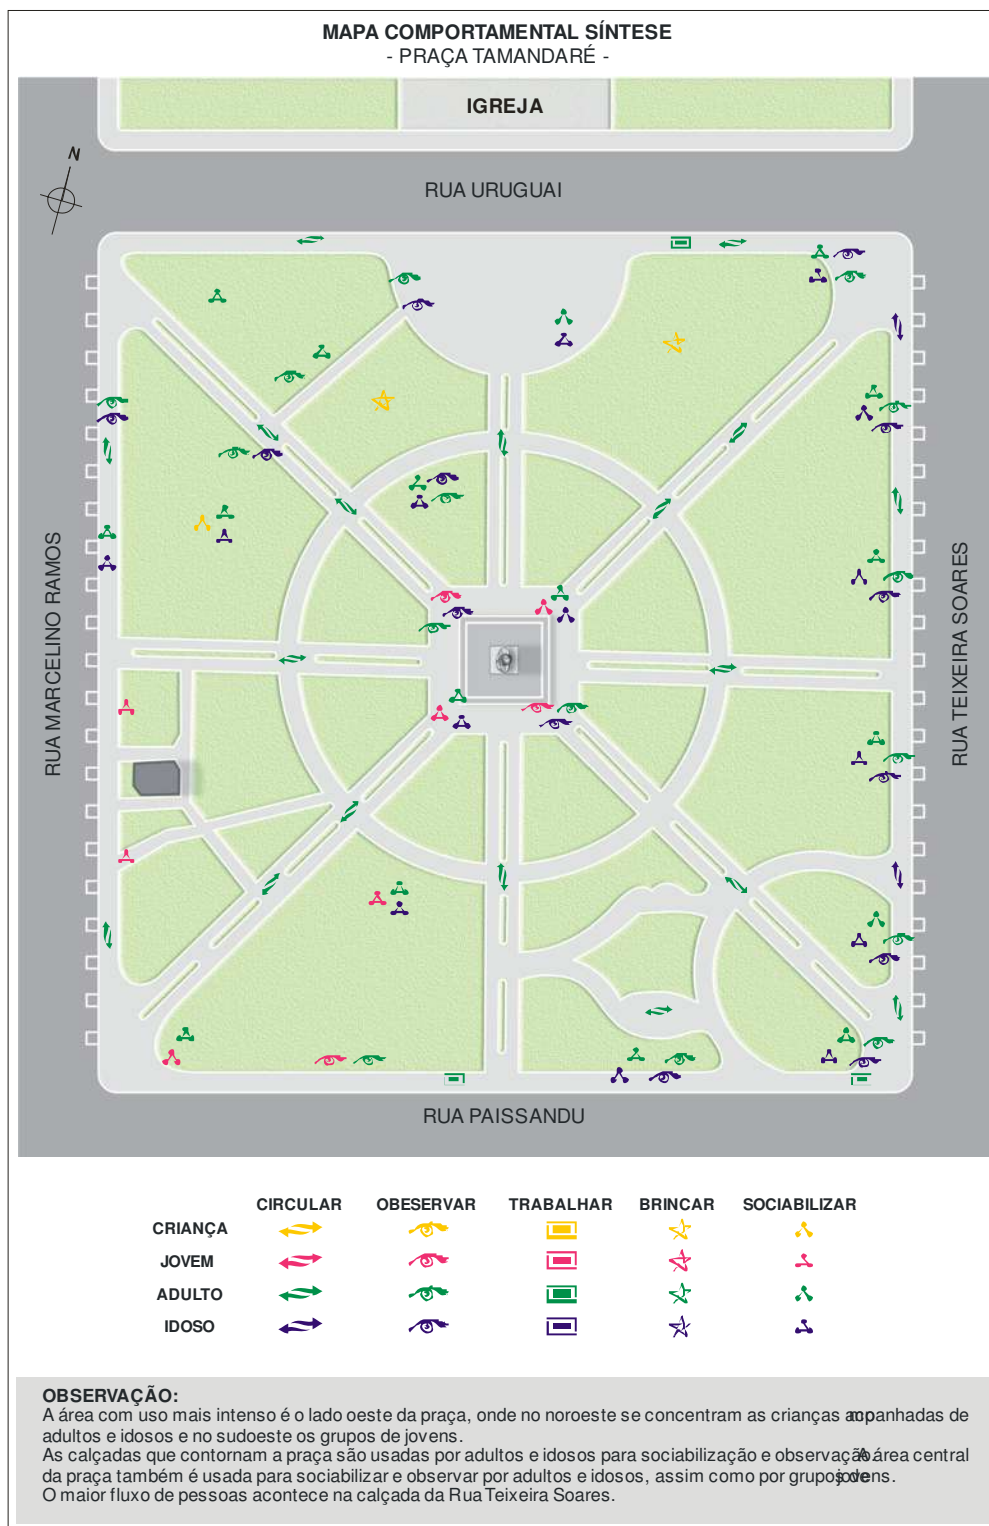 MAPA COMPORTAMENTAL SÍNTESE
- PRAÇA TAMANDARÉ -
IGREJA
N
RUA URUGUAI
RUA MARCELINO RAMOS
RUA TEIXEIRA SOARES
RUA PAISSANDU
CIRCULAR OBESERVAR TRABALHAR BRINCAR SOCIABILIZAR
CRIANÇA
JOVEM
ADULTO
IDOSO
OBSERVAÇÃO:
A área com uso mais intenso é o lado oeste da praça, onde no noroeste se concentram as crianças acompanhadas de
adultos e idosos e no sudoeste os grupos de jovens.
As calçadas que contornam a praça são usadas por adultos e idosos para sociabilização e observação. A área central
da praça também é usada para sociabilizar e observar por adultos e idosos, assim como por grupos de jovens.
O maior fluxo de pessoas acontece na calçada da Rua Teixeira Soares.